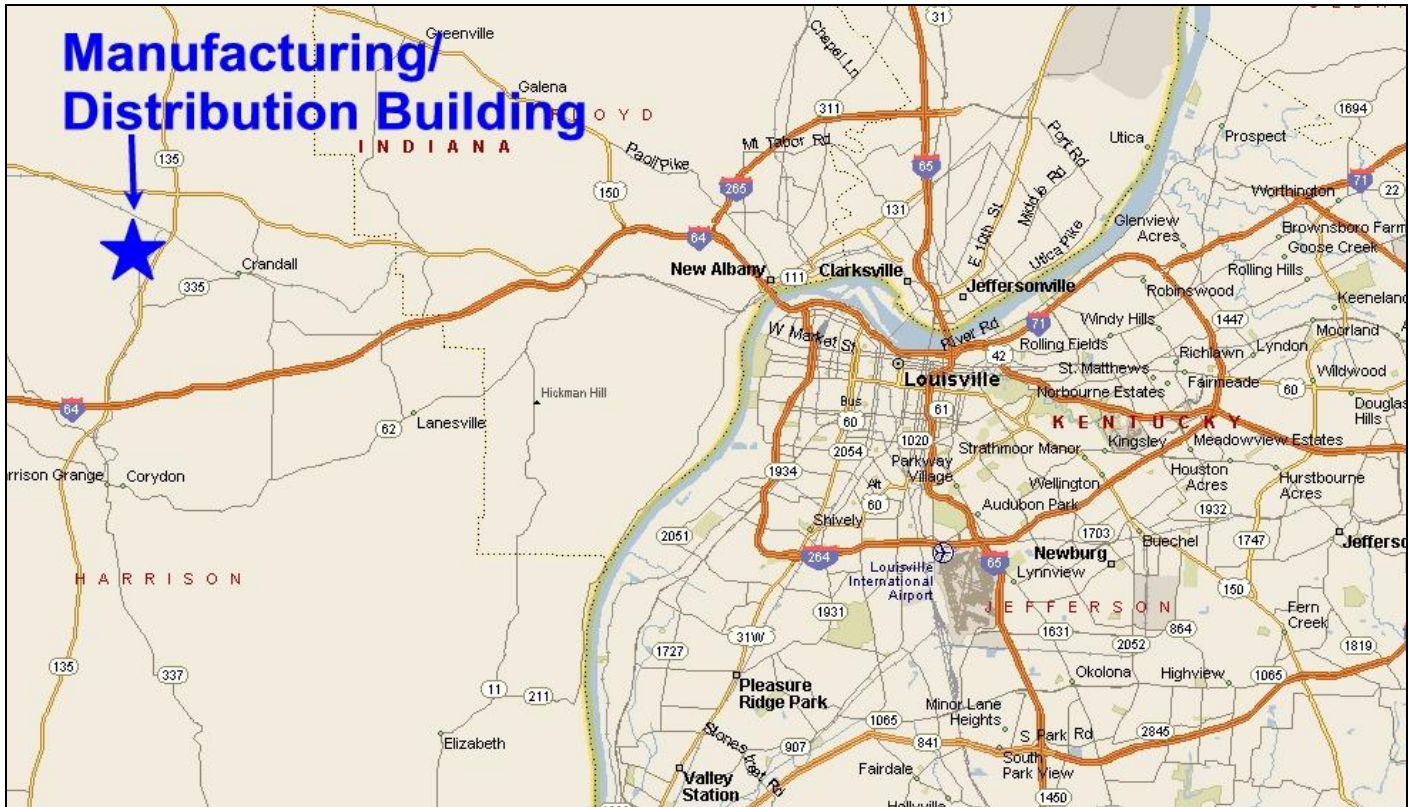 Manufacturing/
Distribution Building
Greenville
Galena
FLOYD
INDIANA
Chapel Ln
31
311
Mt Tabor Rd
Paoli Pike
265
65
Port Rd
Middle Rd
E 10th St
Utica
Utica Pike
1694
Prospect
71
Worthington
22
Brownsboro Farm
Goose Creek
Glenview
Acres
Rolling Hills
Robinswood
Keeneland
135
150
131
64
New Albany
111
Clarksville
Jeffersonville
Crandall
335
W Market St
River Rd
71
Windy Hills
1447
Moorland
Rolling Fields
42
Richlawn
Lyndon
Louisville
St. Matthews
Fairmeade
60
Wildwood
Norbourne Estates
Douglas
Hills
64
Hickman Hill
62
Lanesville
Bus
60
61
KENTUCKY
1020
2054
Strathmoor Manor
Kingsley
Meadowview Estates
1934
Parkway
Village
Alt
60
Wellington
Houston
Acres
Hurstbourne
Acres
rrison Grange
Corydon
Audubon Park
1932
Shively
2051
1703
Buechel
1747
Jefferso
264
Louisville
International
Airport
65
Newburg
Lynnview
150
HARRISON
JEFFERSON
1931
Fern
Creek
31W
1631
864
2052
1819
1727
135
337
11
211
Pleasure
Ridge Park
Okolona
Highview
1065
Minor Lane
Heights
1065
S Park Rd
2845
Elizabeth
Stonestreet Rd
907
841
South
Park View
Valley
Station
Fairdale
1450
Hollyville